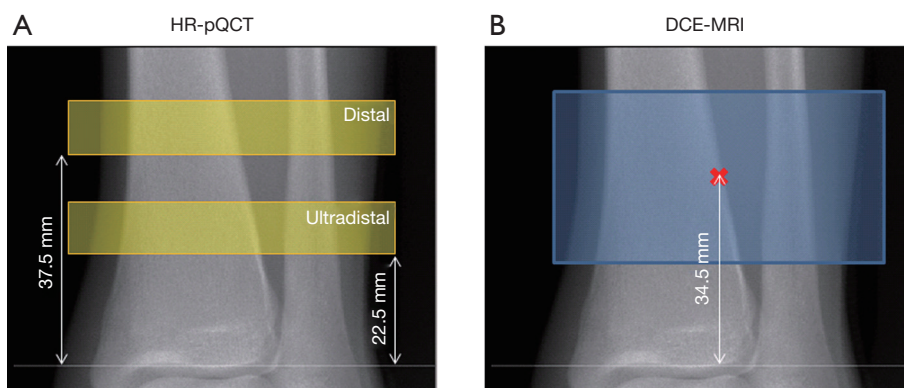 A
HR-pQCT
Distal
Ultradistal
37.5 mm
22.5 mm
B
DCE-MRI
34.5 mm